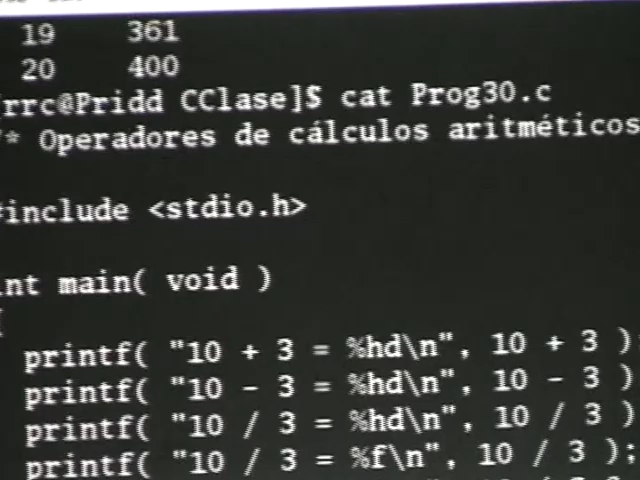 19 361
20 400
rrc@Pridd CClase]$ cat Prog30.c
* Operadores de cálculos aritméticos
include <stdio.h>
int main( void )
{
printf( "10 + 3 = %hd\n", 10 + 3 )
printf( "10 - 3 = %hd\n", 10 - 3 )
printf( "10 / 3 = %hd\n", 10 / 3 )
printf( "10 / 3 = %f\n", 10 / 3 );